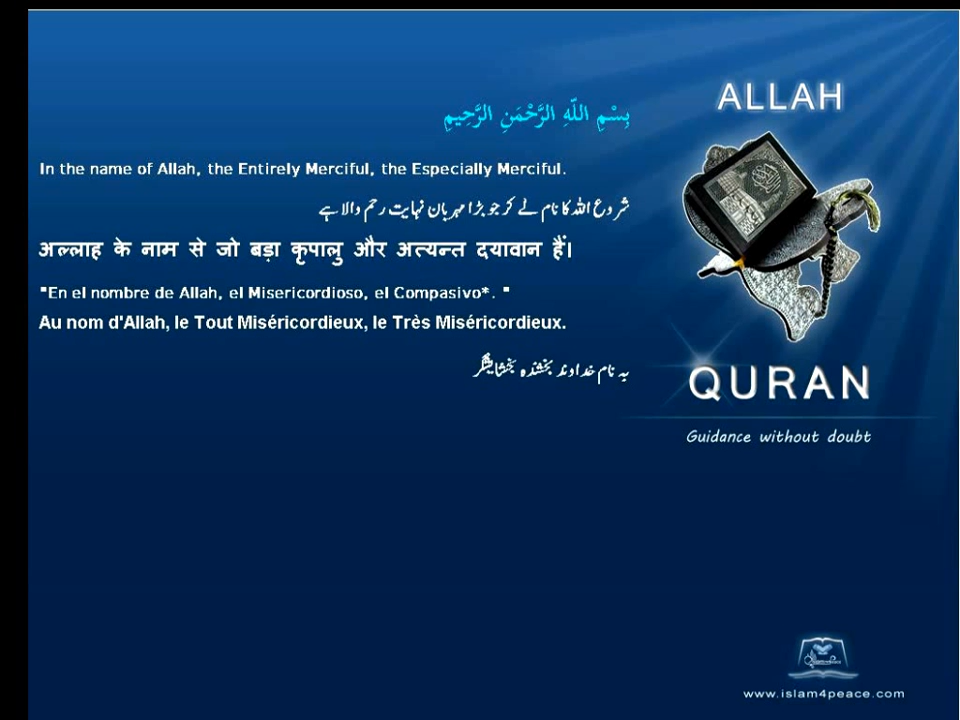 بِسْمِ اللّهِ الرَّحْمَنِ الرَّحِيمِ
In the name of Allah, the Entirely Merciful, the Especially Merciful.
شروع اللہ کا نام لے کر جو بڑا مہربان نہایت رحم والا ہے
अल्लाह के नाम से जो बड़ा कृपालु और अत्यन्त दयावान हैं।
"En el nombre de Allah, el Misericordioso, el Compasivo*. "
Au nom d'Allah, le Tout Miséricordieux, le Très Miséricordieux.
به نام خداوند بخشنده بخشایشگر
ALLAH
QURAN
Guidance without doubt
www.islam4peace.com